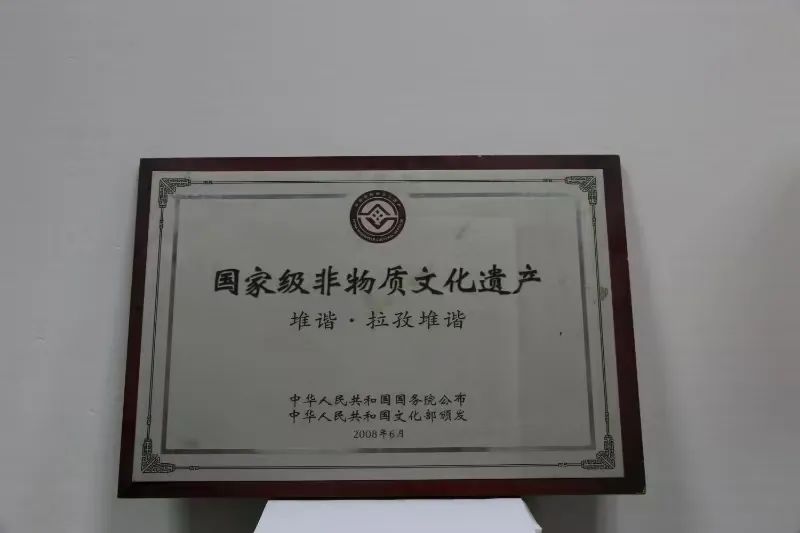 国家级非物质文化遗产
堆谐·拉孜堆谐
中华人民共和国国务院公布
中华人民共和国文化部颁发
2008年6月